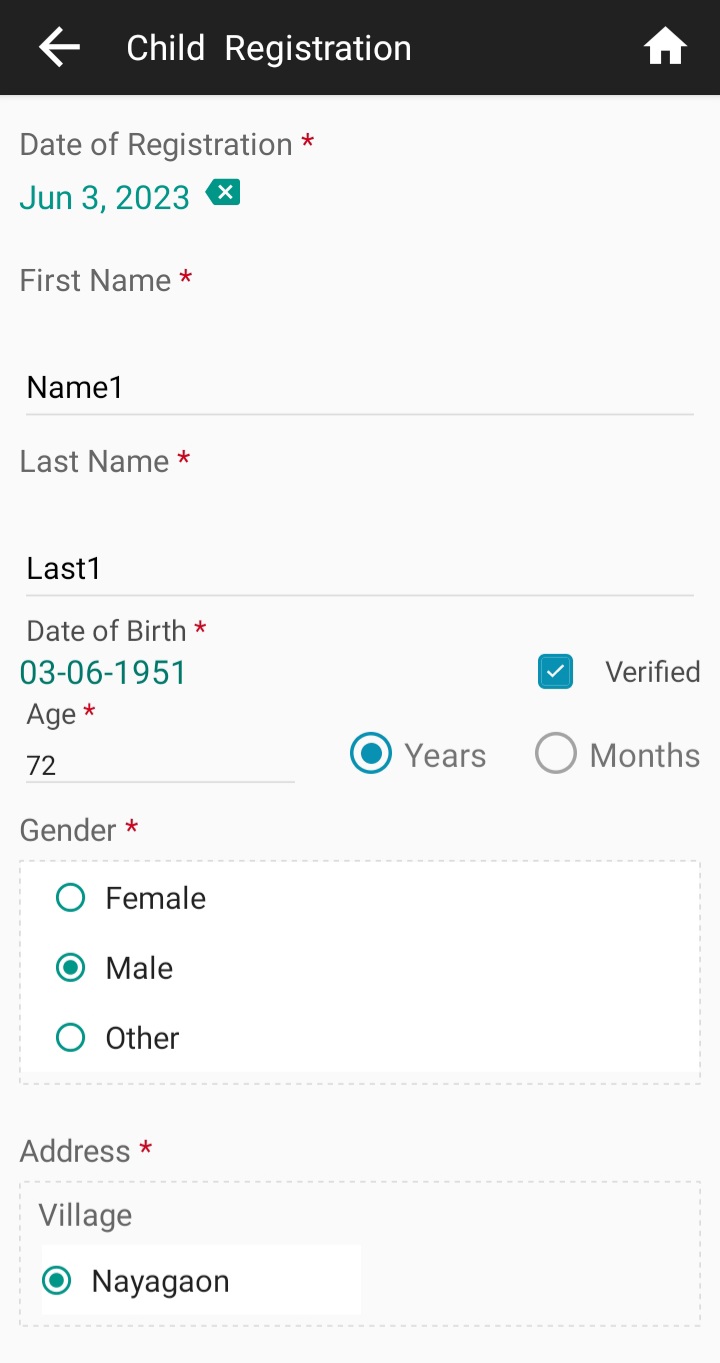 Child Registration
Date of Registration *
Jun 3, 2023
First Name *
Name1
Last Name *
Last1
Date of Birth *
03-06-1951
Verified
Age *
72
Years
Months
Gender *
Female
Male
Other
Address *
Village
Nayagaon